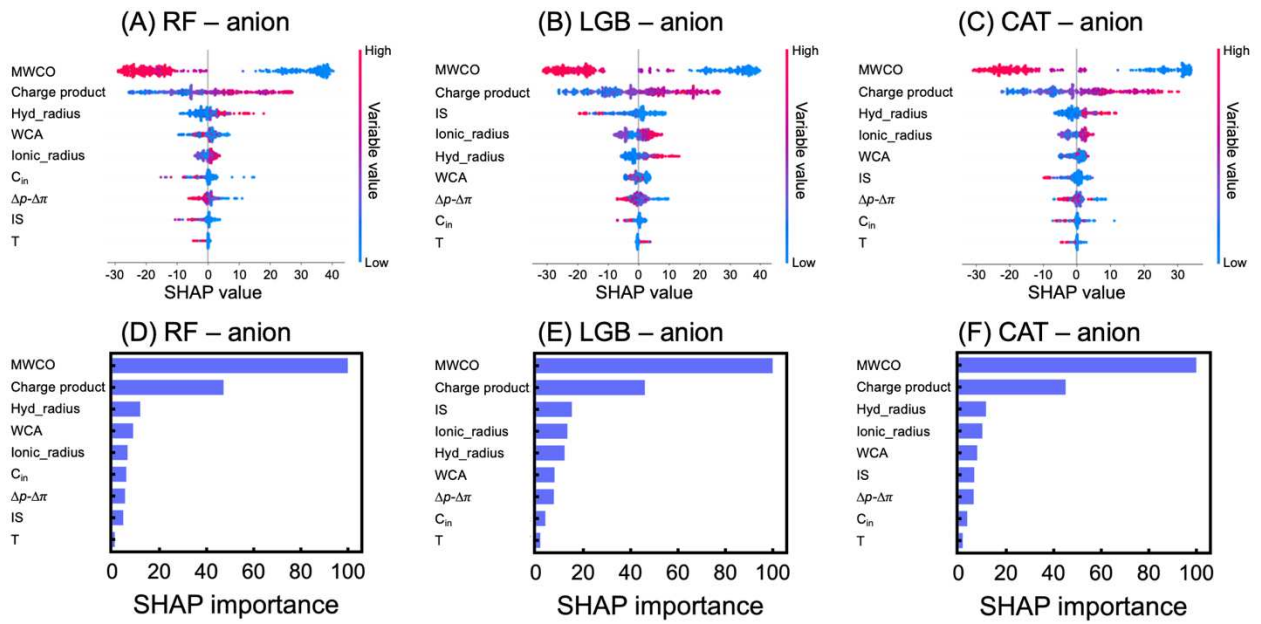 (A) RF – anion
High
MWCO
Charge product
Hyd_radius
WCA
Ionic_radius
Cin
Δp-Δπ
IS
T
Variable value
Low
-30 -20 -10 0 10 20 30 40
SHAP value
(B) LGB – anion
High
MWCO
Charge product
IS
Ionic_radius
Hyd_radius
WCA
Δp-Δπ
Cin
T
Variable value
Low
-30 -20 -10 0 10 20 30 40
SHAP value
(C) CAT – anion
High
MWCO
Charge product
Hyd_radius
Ionic_radius
WCA
IS
Δp-Δπ
Cin
T
Variable value
Low
-30 -20 -10 0 10 20 30
SHAP value
(D) RF – anion
MWCO
Charge product
Hyd_radius
WCA
Ionic_radius
Cin
Δp-Δπ
IS
T
0 20 40 60 80 100
SHAP importance
(E) LGB – anion
MWCO
Charge product
IS
Ionic_radius
Hyd_radius
WCA
Δp-Δπ
Cin
T
0 20 40 60 80 100
SHAP importance
(F) CAT – anion
MWCO
Charge product
Hyd_radius
Ionic_radius
WCA
IS
Δp-Δπ
Cin
T
0 20 40 60 80 100
SHAP importance